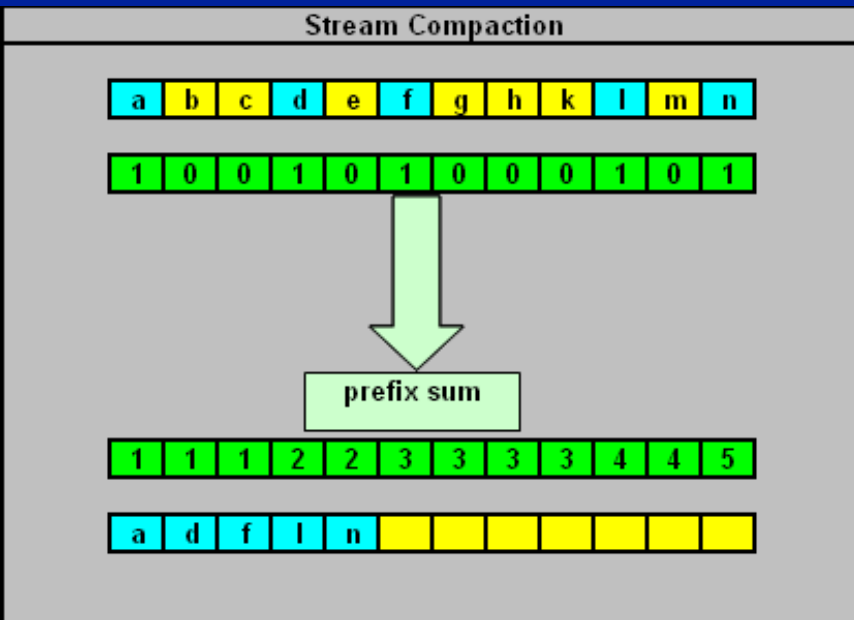 Stream Compaction
a b c d e f g h k l m n
1 0 0 1 0 1 0 0 0 1 0 1
prefix sum
1 1 1 2 2 3 3 3 3 4 4 5
a d f l n